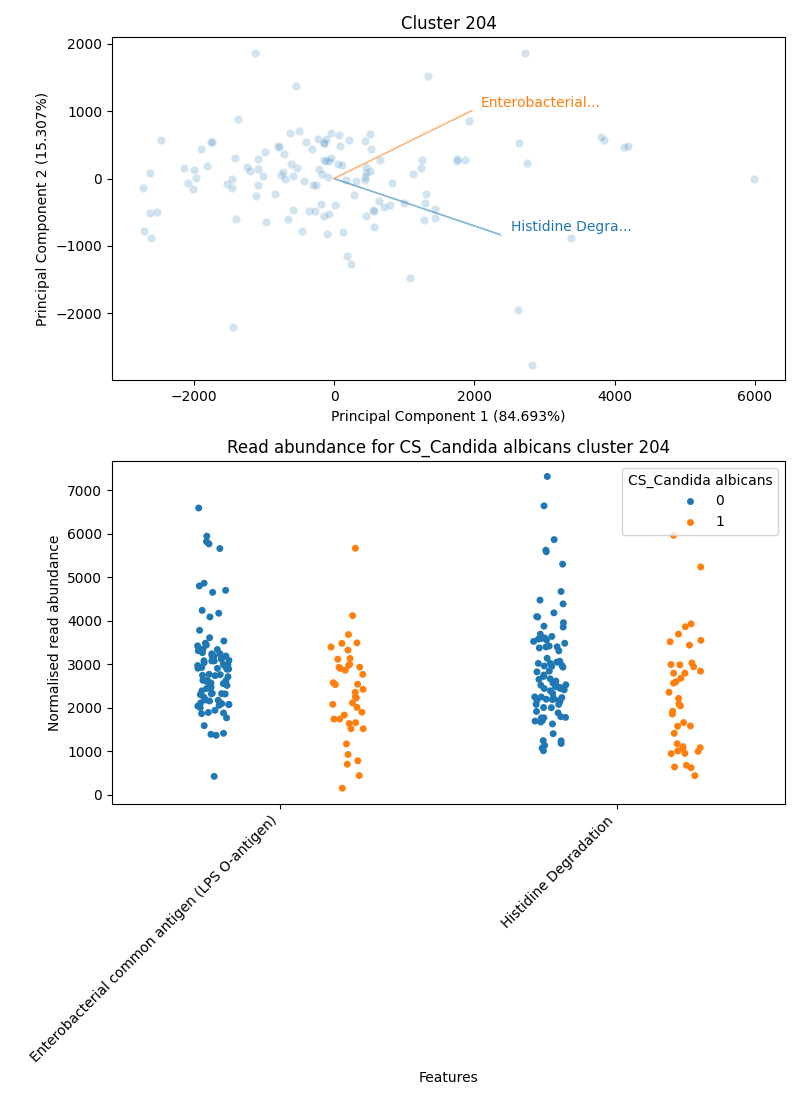 Cluster 204
2000
1000
0
−1000
−2000
Principal Component 2 (15.307%)
Enterobacterial...
Histidine Degra...
−2000
0
2000
4000
6000
Principal Component 1 (84.693%)
Read abundance for CS_Candida albicans cluster 204
7000
6000
5000
4000
3000
2000
1000
0
Normalised read abundance
CS_Candida albicans
0
1
Enterobacterial common antigen (LPS O-antigen)
Histidine Degradation
Features